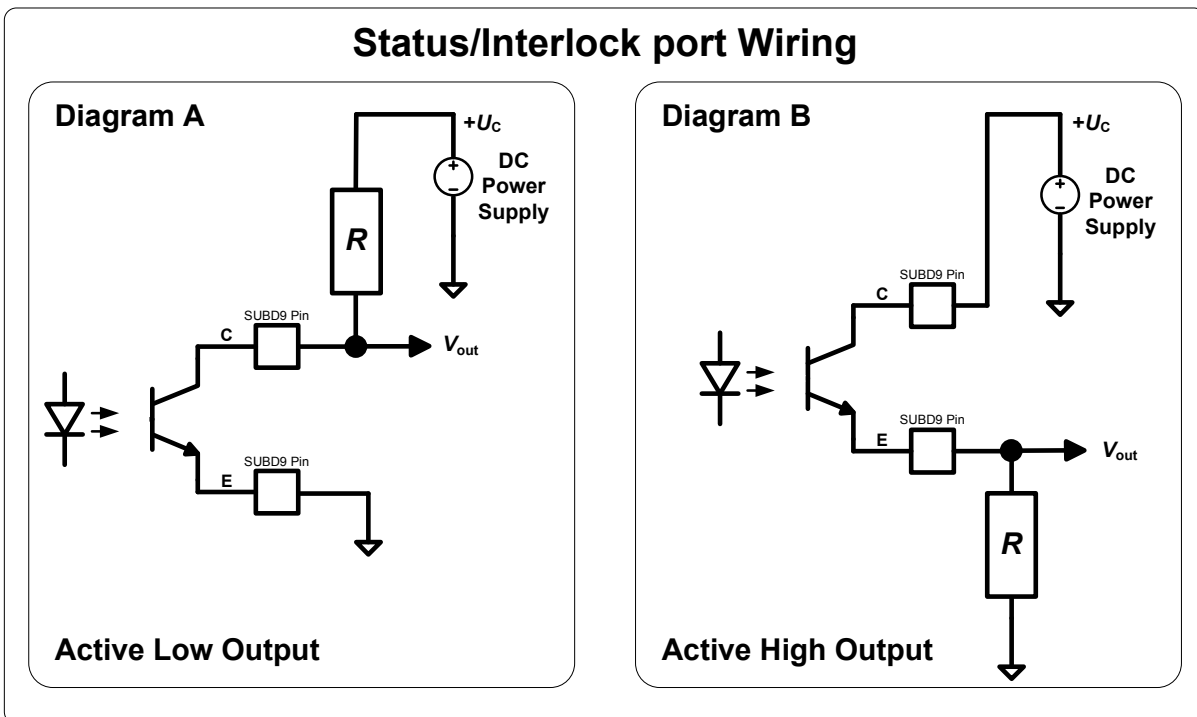 Status/Interlock port Wiring
Diagram A
+UC
+
−
DC
Power
Supply
R
SUBD9 Pin
C
Vout
SUBD9 Pin
E
Active Low Output
Diagram B
+UC
+
−
DC
Power
Supply
SUBD9 Pin
C
SUBD9 Pin
E
Vout
R
Active High Output